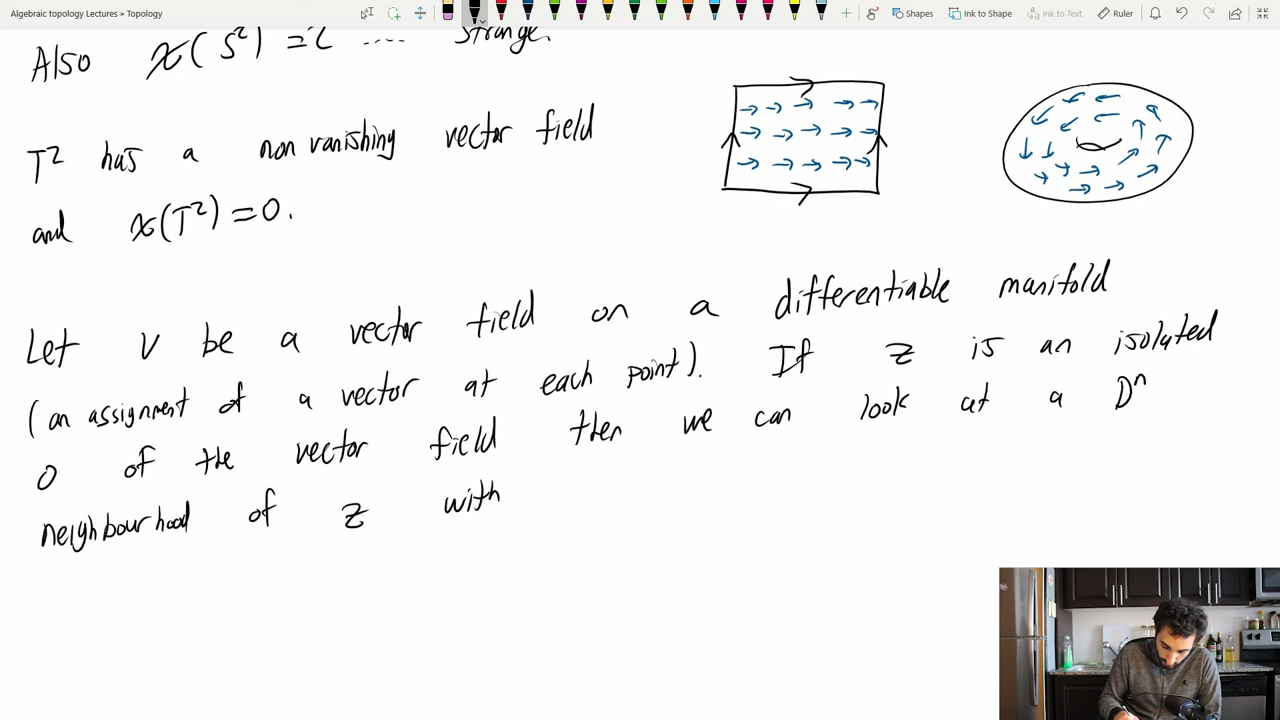 Algebraic topology Lectures » Topology
Shapes
Ink to Shape
Ink to Text
Ruler
Also χ(S²) = 2 .... strange.
T² has a non vanishing vector field
and χ(T²) = 0.
Let v be a vector field on a differentiable manifold
(an assignment of a vector at each point). If z is an isolated
0 of the vector field then we can look at a Dⁿ
neighbourhood of z with